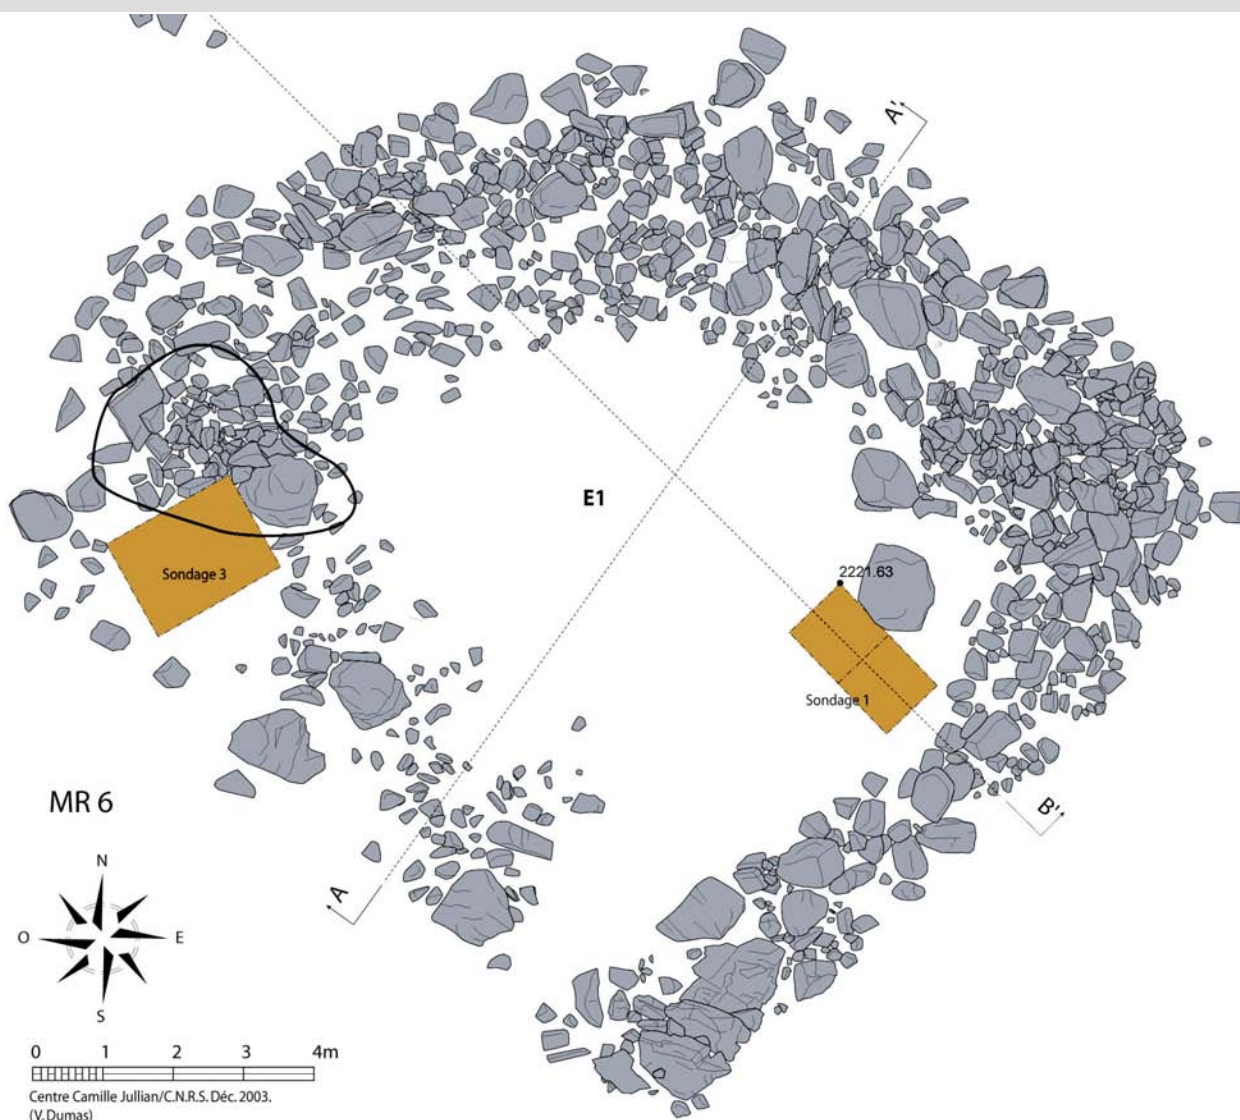 A'
E1
2221.63
Sondage 3
Sondage 1
MR 6
B'
A
N
O
E
S
0 1 2 3 4m
Centre Camille Jullian/C.N.R.S. Déc. 2003.
(V. Dumas)